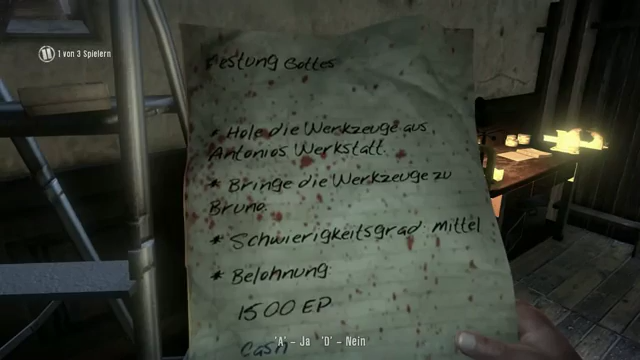 1 von 3 Spielern
Festung Gottes
* Hole die Werkzeuge aus
Antonios Werkstatt.
* Bringe die Werkzeuge zu
Bruno.
* Schwierigkeitsgrad: mittel
* Belohnung:
1500 EP
Cash
'A' – Ja 'D' – Nein